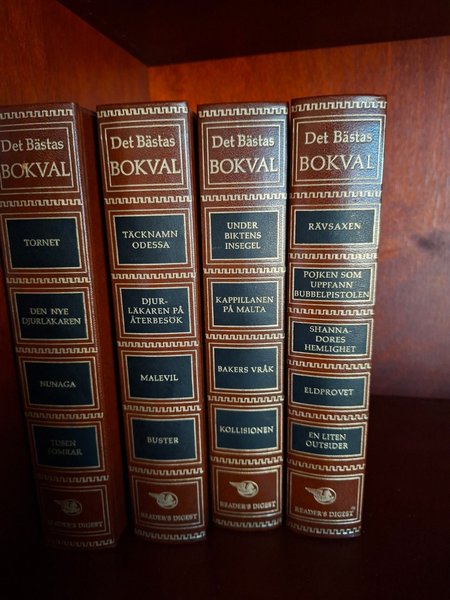 Det Bästas
BOKVAL
TORNET
DEN NYE
DJURLÄKAREN
NUNAGA
TUSEN
SOMRAR
READER'S DIGEST
Det Bästas
BOKVAL
TÄCKNAMN
ODESSA
DJUR-
LÄKAREN PÅ
ÅTERBESÖK
MALEVIL
BUSTER
READER'S DIGEST
Det Bästas
BOKVAL
UNDER
BIKTENS
INSEGEL
KAPPILLANEN
PÅ MALTA
BAKERS VRÅK
KOLLISIONEN
READER'S DIGEST
Det Bästas
BOKVAL
RÄVSAXEN
POJKEN SOM
UPPFANN
BUBBELPISTOLEN
SHANNA-
DORES
HEMLIGHET
ELDPROVET
EN LITEN
OUTSIDER
READER'S DIGEST